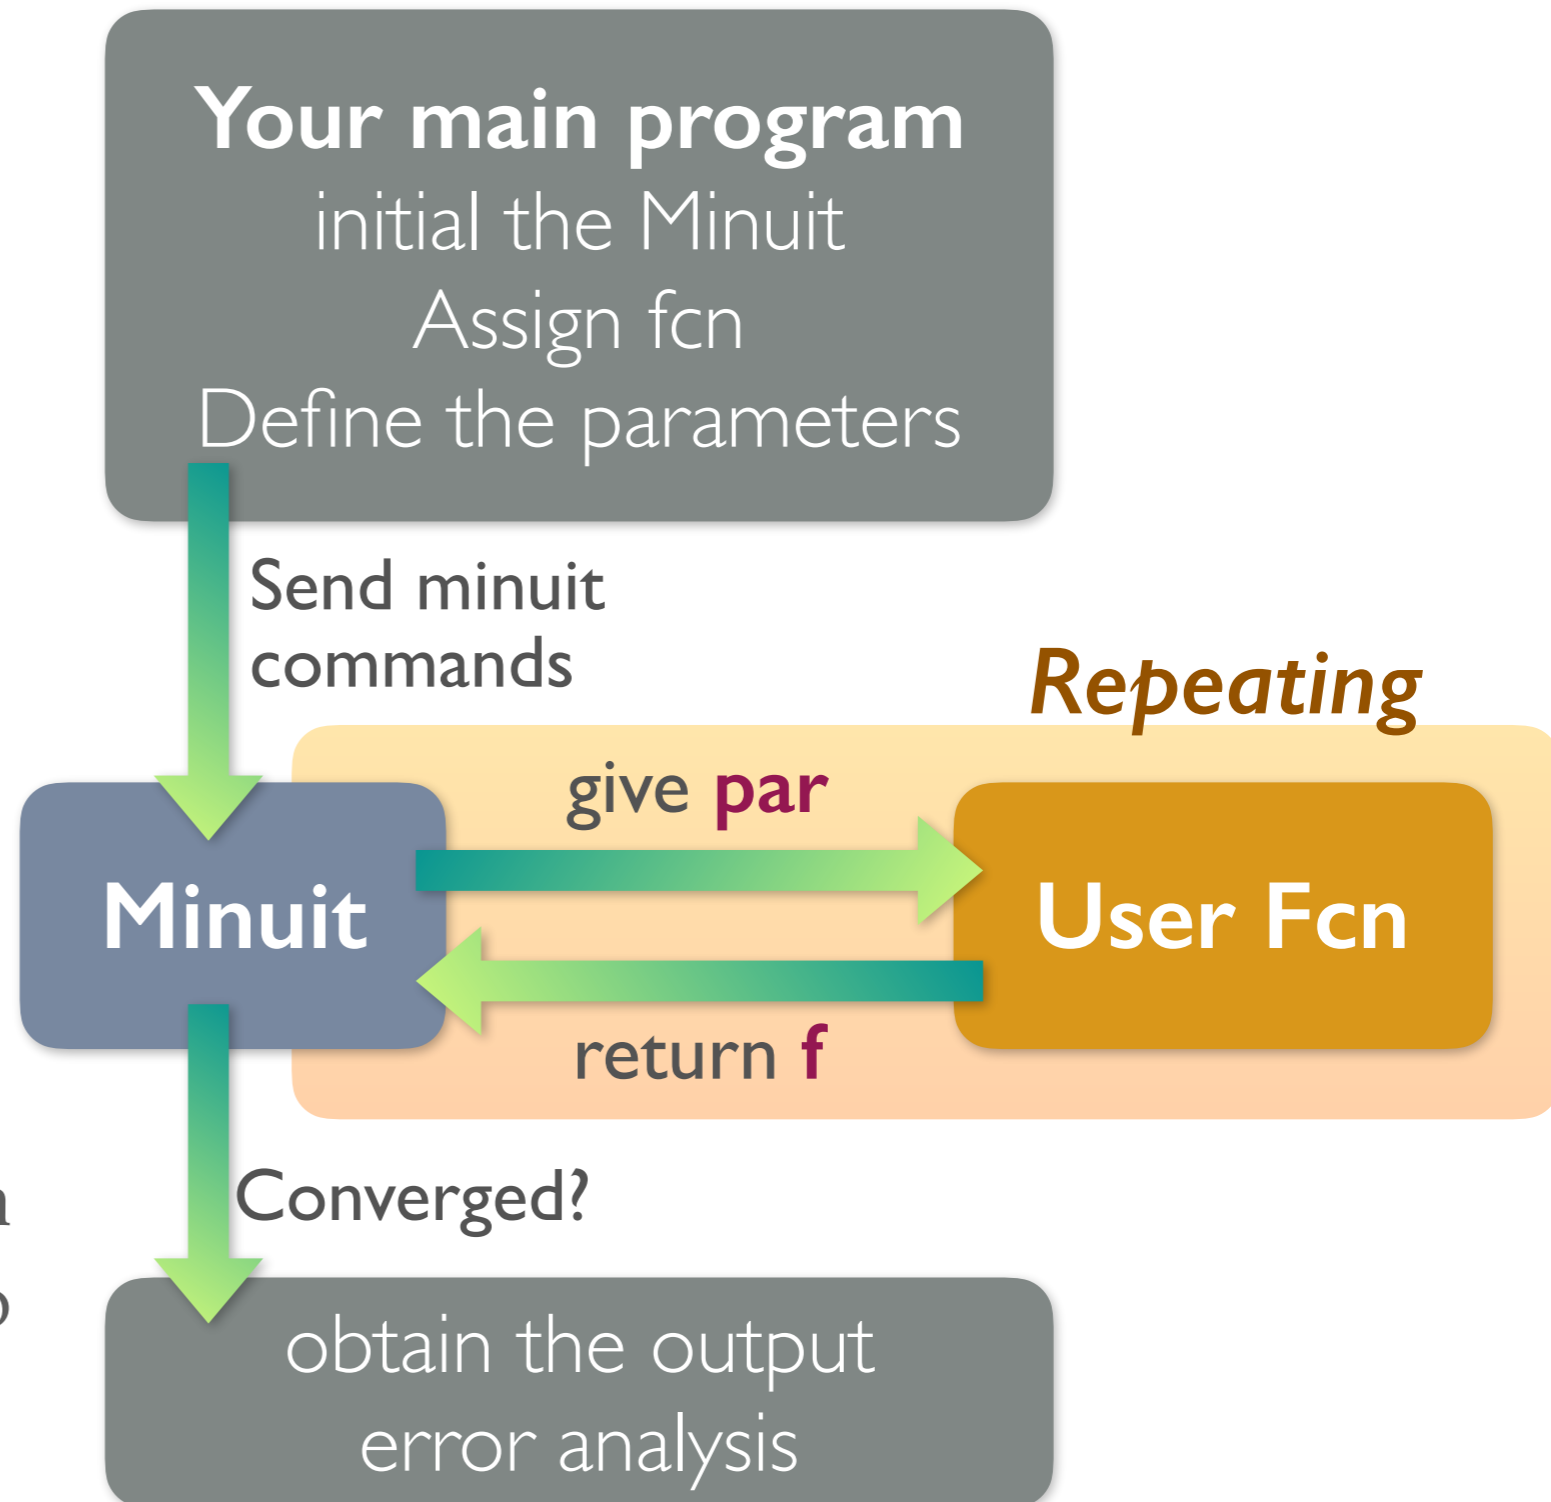 Your main program
initial the Minuit
Assign fcn
Define the parameters
Send minuit
commands
Repeating
give par
Minuit
User Fcn
return f
Converged?
obtain the output
error analysis